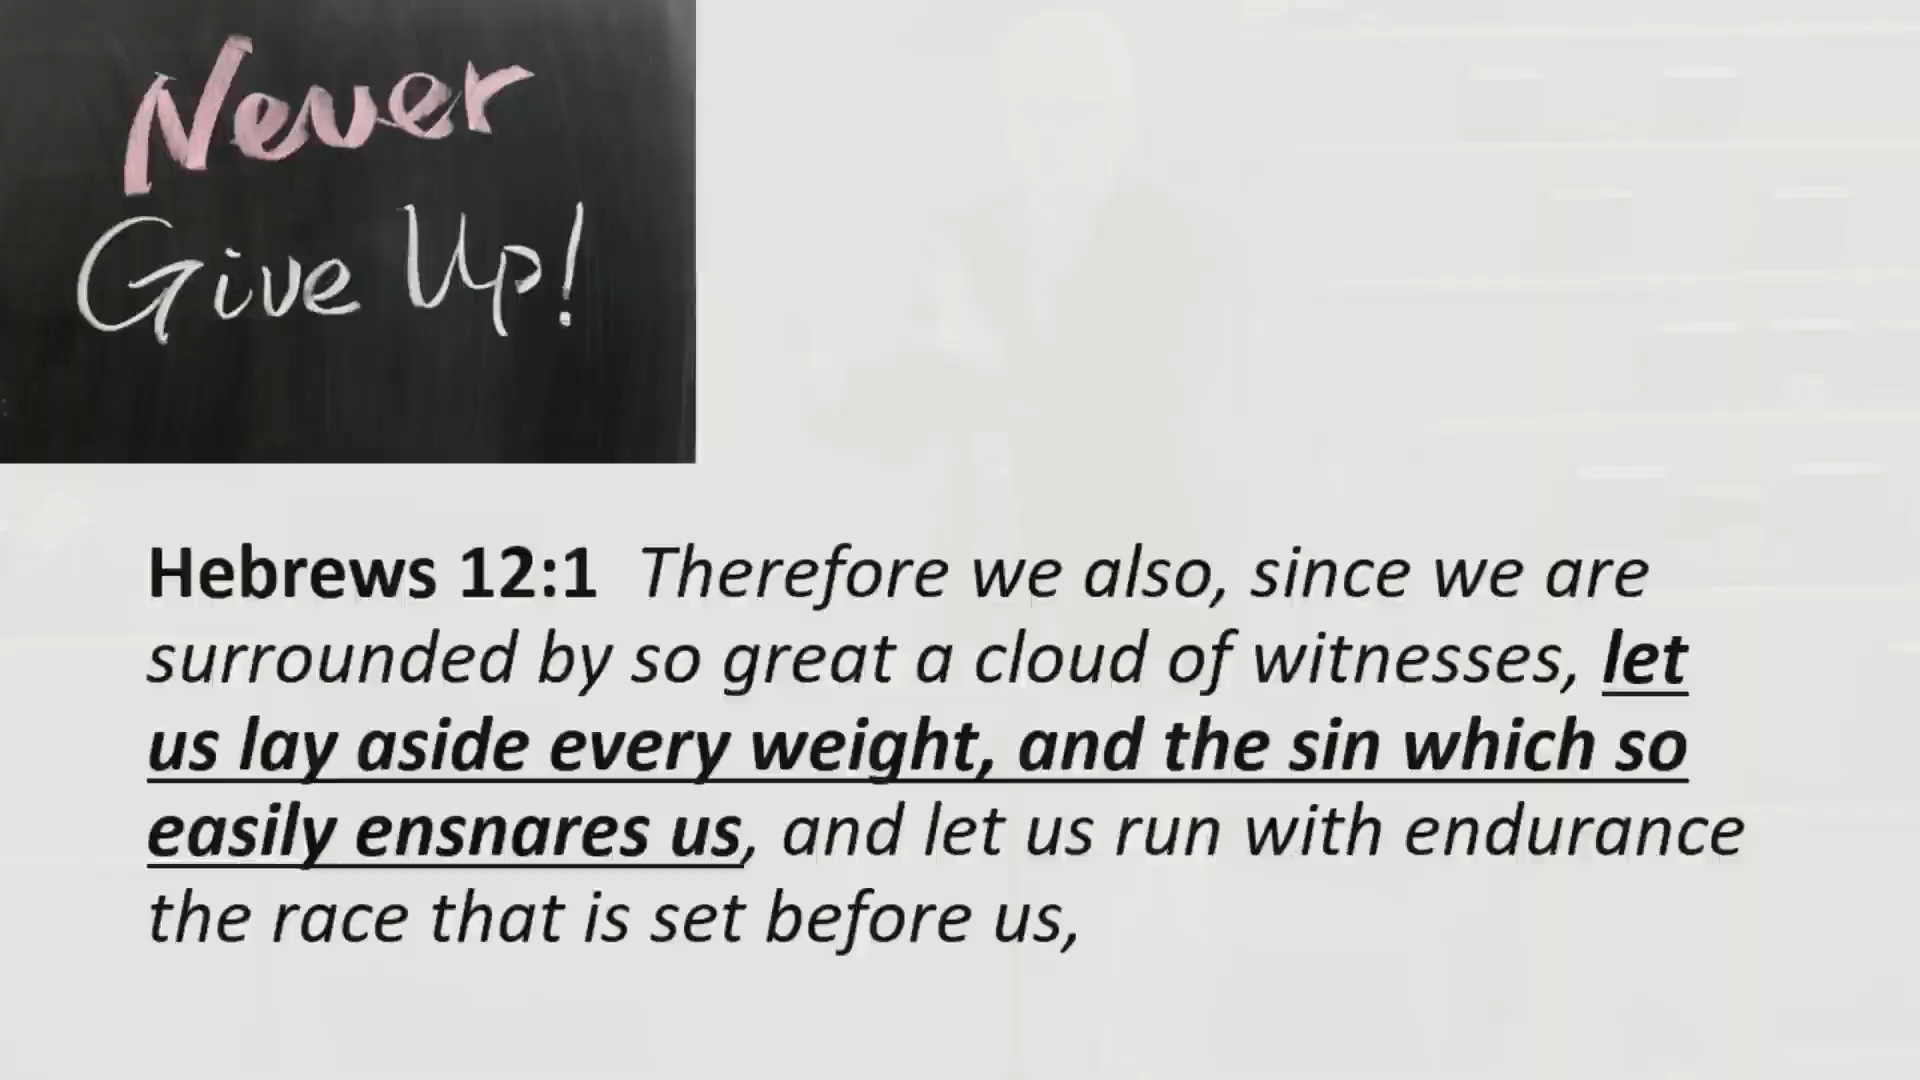 Never
Give Up!
Hebrews 12:1 Therefore we also, since we are
surrounded by so great a cloud of witnesses, let
us lay aside every weight, and the sin which so
easily ensnares us, and let us run with endurance
the race that is set before us,